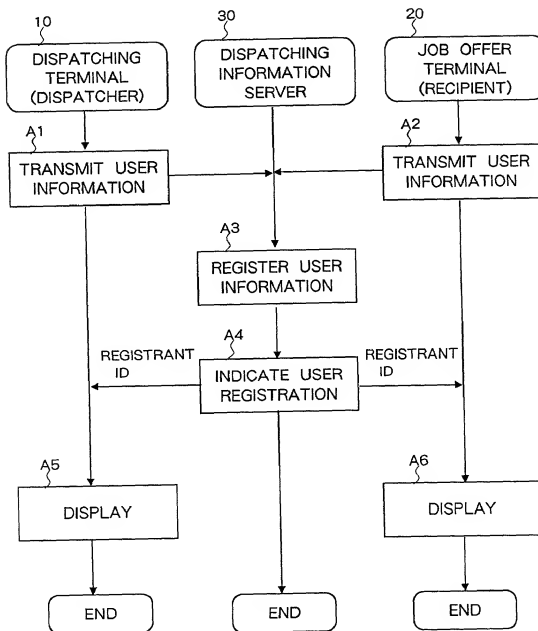 10
30
20
DISPATCHING
TERMINAL
(DISPATCHER)
DISPATCHING
INFORMATION
SERVER
JOB OFFER
TERMINAL
(RECIPIENT)
A1
TRANSMIT USER
INFORMATION
A2
TRANSMIT USER
INFORMATION
A3
REGISTER USER
INFORMATION
A4
INDICATE USER
REGISTRATION
REGISTRANT
ID
REGISTRANT
ID
A5
DISPLAY
A6
DISPLAY
END
END
END